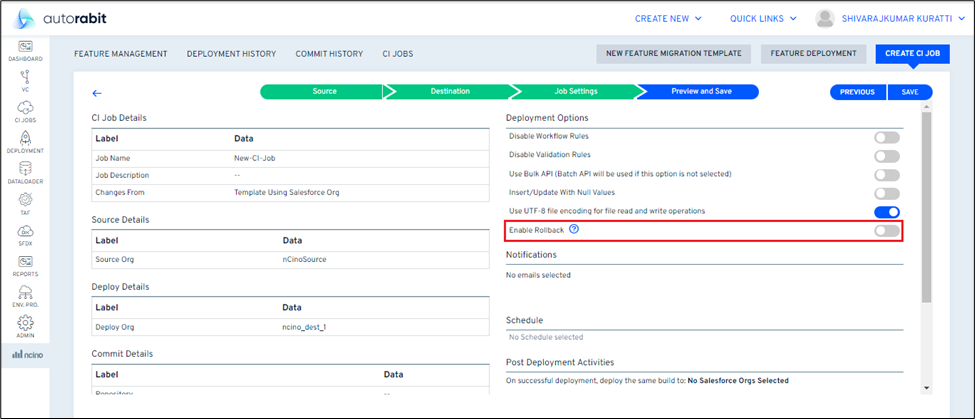 autorabit
CREATE NEW
QUICK LINKS
SHIVARAJKUMAR KURATTI
DASHBOARD
VC
CI JOBS
DEPLOYMENT
DATALOADER
TAF
SFDX
REPORTS
ENV. PRO.
ADMIN
ncino
FEATURE MANAGEMENT
DEPLOYMENT HISTORY
COMMIT HISTORY
CI JOBS
NEW FEATURE MIGRATION TEMPLATE
FEATURE DEPLOYMENT
CREATE CI JOB
Source
Destination
Job Settings
Preview and Save
PREVIOUS
SAVE
CI Job Details
Label Data
Job Name New-CI-Job
Job Description --
Changes From Template Using Salesforce Org
Source Details
Label Data
Source Org nCinoSource
Deploy Details
Label Data
Deploy Org ncino_dest_1
Commit Details
Label Data
Repository --
Deployment Options
Disable Workflow Rules
Disable Validation Rules
Use Bulk API (Batch API will be used if this option is not selected)
Insert/Update With Null Values
Use UTF-8 file encoding for file read and write operations
Enable Rollback ?
Notifications
No emails selected
Schedule
No Schedule selected
Post Deployment Activities
On successful deployment, deploy the same build to: No Salesforce Orgs Selected